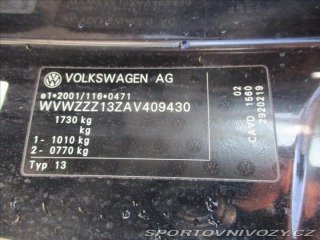 VOLKSWAGEN AG
e1*2001/116*0471
WVWZZZ13ZAV409430
1730 kg
kg
1- 1010 kg
2- 0770 kg
Typ 13
02
CAVD 1560
2920219
SPORTOVNIVOZY.CZ